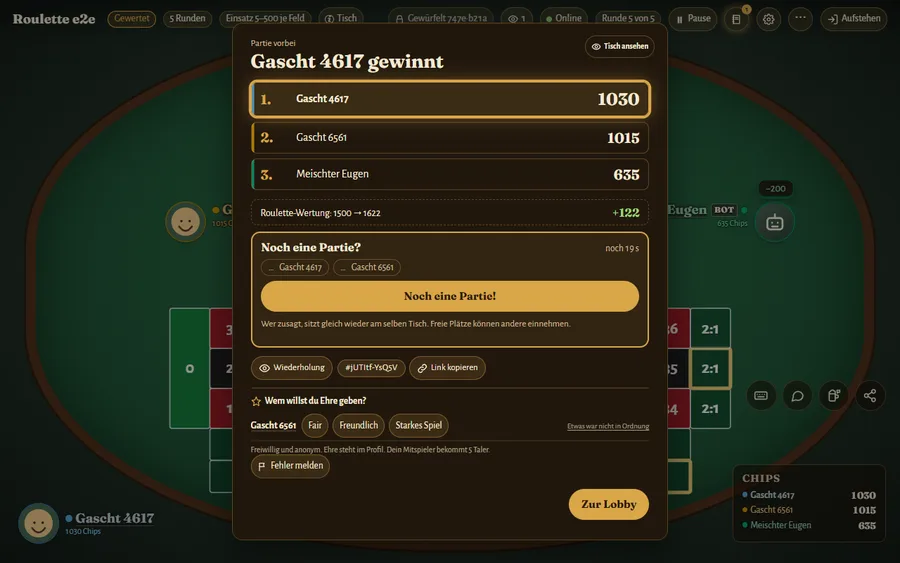 Roulette e2e Gewertet 5 Runden Einsatz 5–500 je Feld Tisch Gewürfelt 747e-b21a 1 Online Runde 5 von 5 Pause 1 Aufstehen
Partie vorbei
Gascht 4617 gewinnt
Tisch ansehen
1. Gascht 4617 1030
2. Gascht 6561 1015
3. Meischter Eugen 635
Roulette-Wertung: 1500 → 1622 +122
Noch eine Partie? noch 19 s
... Gascht 4617 ... Gascht 6561
Noch eine Partie!
Wer zusagt, sitzt gleich wieder am selben Tisch. Freie Plätze können andere einnehmen.
Wiederholung #jUTItf-YsQ5V Link kopieren
Wem willst du Ehre geben?
Gascht 6561 Fair Freundlich Starkes Spiel Etwas war nicht in Ordnung
Freiwillig und anonym. Ehre steht im Profil. Dein Mitspieler bekommt 5 Taler.
Fehler melden
Zur Lobby
−200
Eugen BOT
635 Chips
0
2:1
2:1
2:1
Gascht 4617
1030 Chips
CHIPS
Gascht 4617 1030
Gascht 6561 1015
Meischter Eugen 635